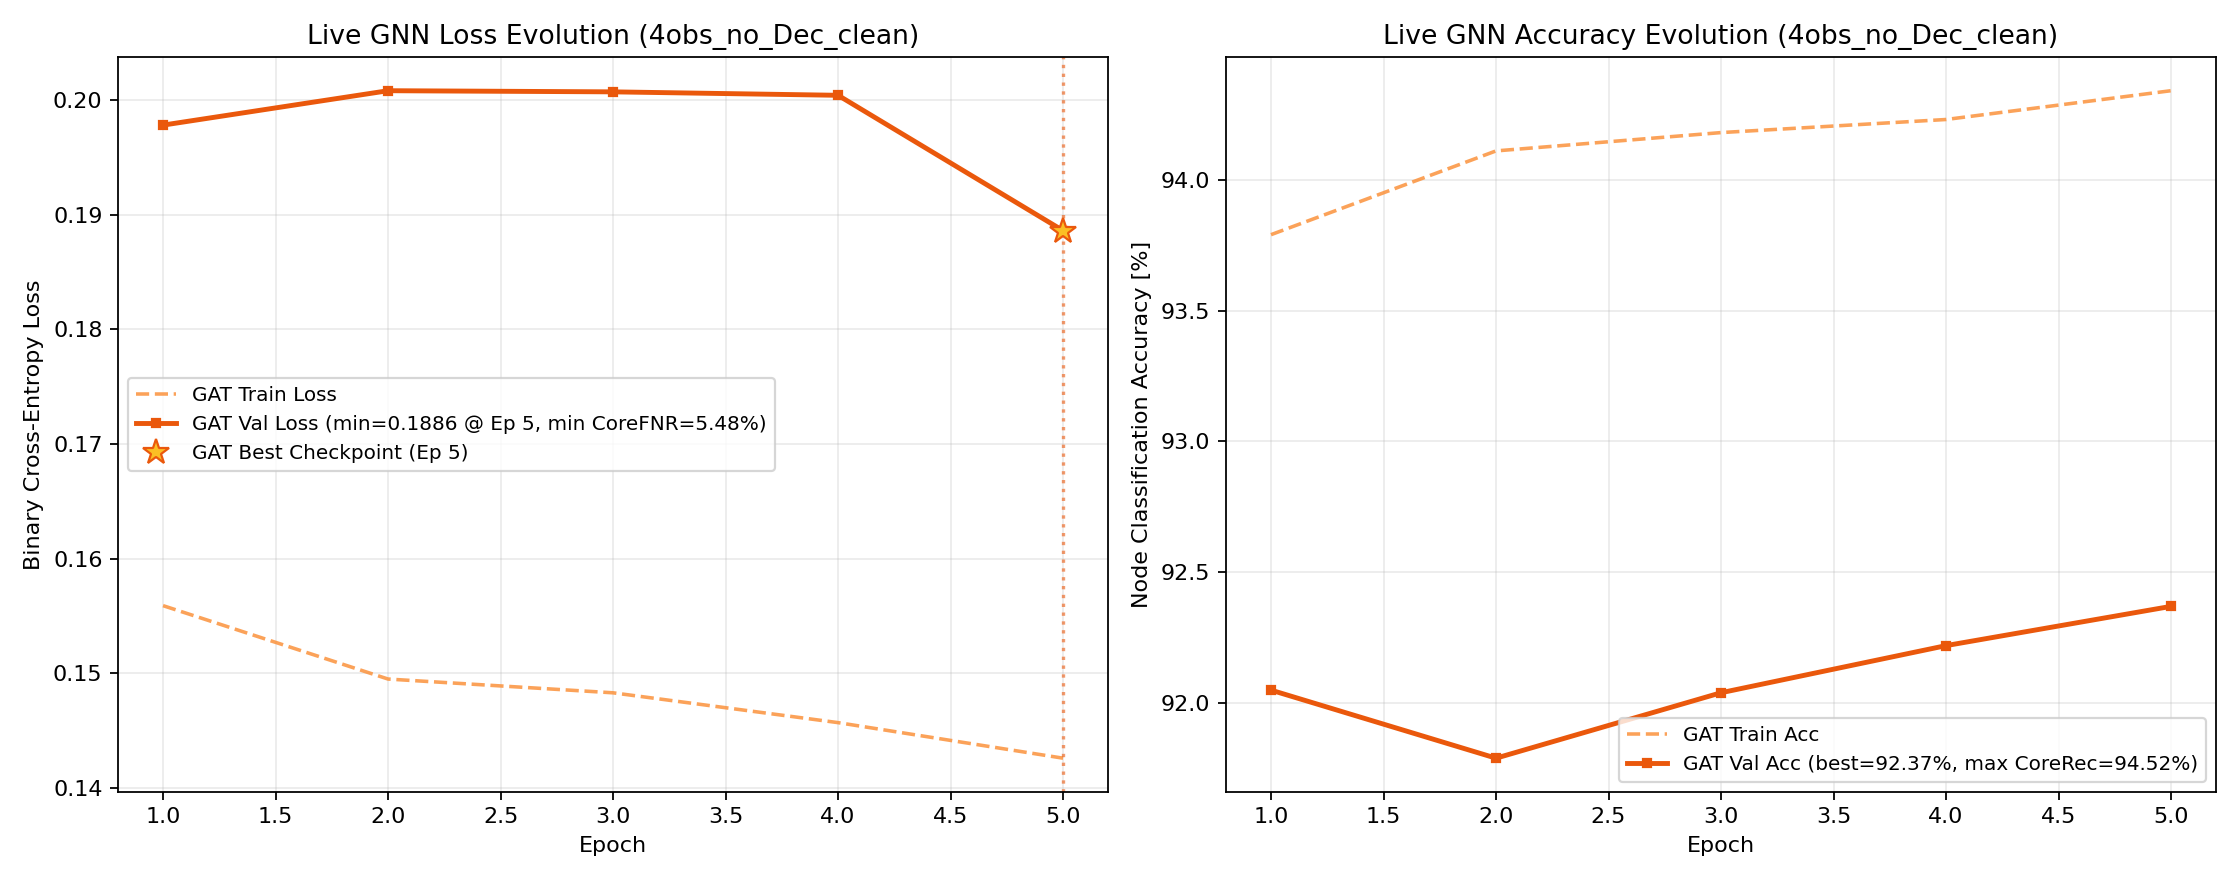 Live GNN Loss Evolution (4obs_no_Dec_clean)
Binary Cross-Entropy Loss
0.20
0.19
0.18
0.17
0.16
0.15
0.14
GAT Train Loss
GAT Val Loss (min=0.1886 @ Ep 5, min CoreFNR=5.48%)
GAT Best Checkpoint (Ep 5)
1.0 1.5 2.0 2.5 3.0 3.5 4.0 4.5 5.0
Epoch
Live GNN Accuracy Evolution (4obs_no_Dec_clean)
Node Classification Accuracy [%]
94.0
93.5
93.0
92.5
92.0
GAT Train Acc
GAT Val Acc (best=92.37%, max CoreRec=94.52%)
1.0 1.5 2.0 2.5 3.0 3.5 4.0 4.5 5.0
Epoch